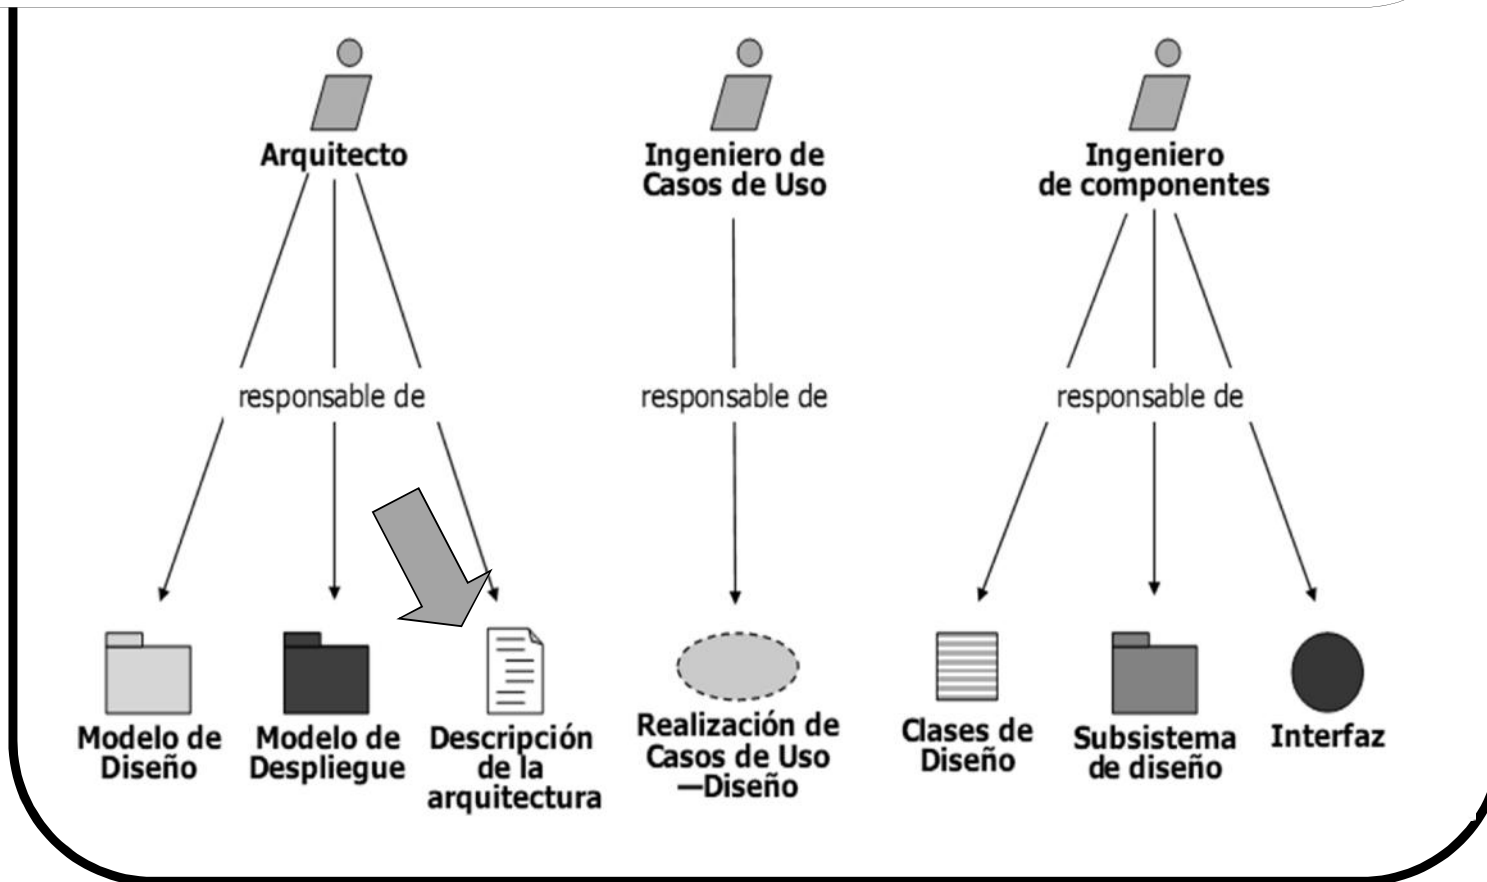 Arquitecto
Ingeniero de
Casos de Uso
Ingeniero
de componentes
responsable de
responsable de
responsable de
Modelo de
Diseño
Modelo de
Despliegue
Descripción
de la
arquitectura
Realización de
Casos de Uso
—Diseño
Clases de
Diseño
Subsistema
de diseño
Interfaz